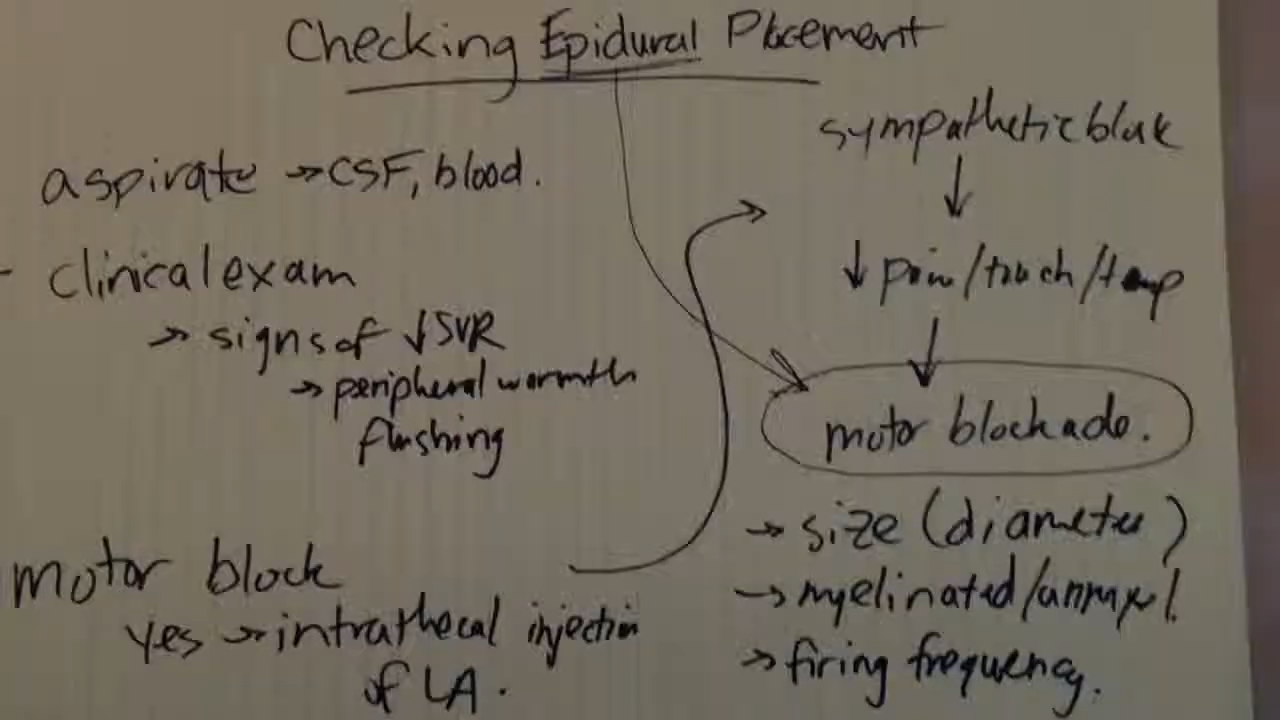 Checking Epidural Placement
aspirate → CSF, blood.
- clinical exam
→ signs of ↓ SVR
→ peripheral warmth
flushing
motor block
yes → intrathecal injection
of LA.
sympathetic block
↓
↓ pain/touch/temp
↓
motor blockade.
→ size (diameter)
→ myelinated/unmyel.
→ firing frequency.